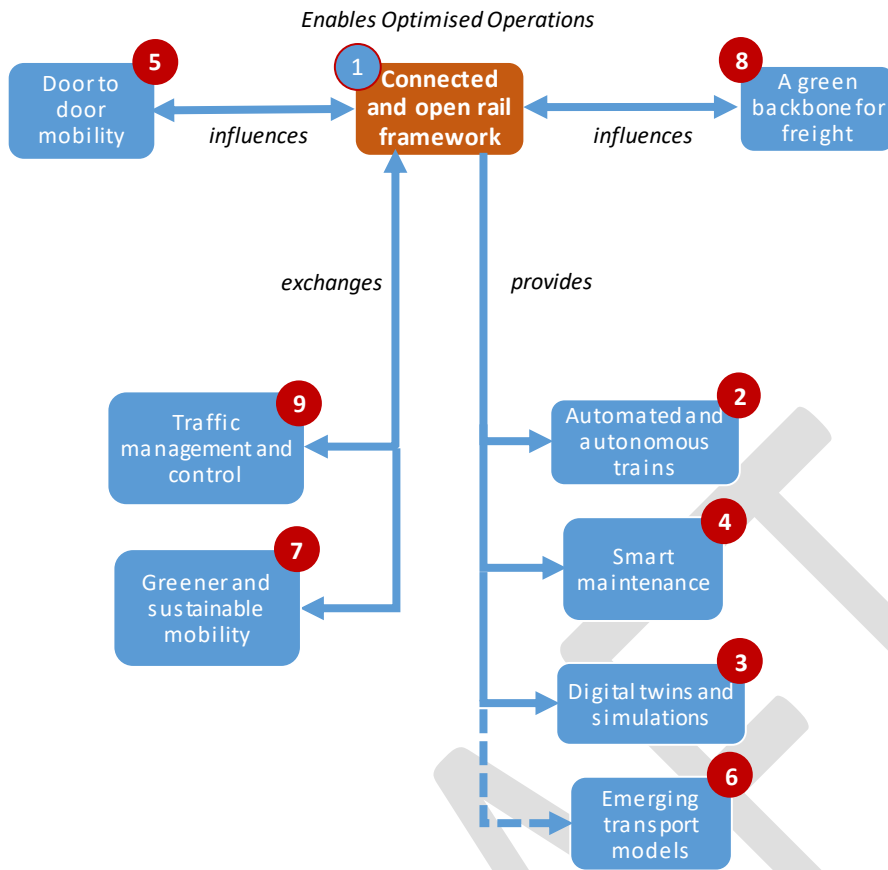 Enables Optimised Operations
5
Door to
door
mobility
influences
1
Connected
and open rail
framework
influences
8
A green
backbone for
freight
exchanges
provides
9
Traffic
management and
control
2
Automated and
autonomous
trains
7
Greener and
sustainable
mobility
4
Smart
maintenance
3
Digital twins and
simulations
6
Emerging
transport
models